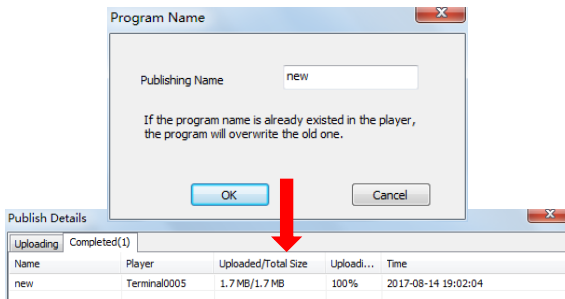 Program Name
Publishing Name
new
If the program name is already existed in the player,
the program will overwrite the old one.
OK Cancel
Publish Details
Uploading Completed(1)
Name Player Uploaded/Total Size Uploadi... Time
new Terminal0005 1.7 MB/1.7 MB 100% 2017-08-14 19:02:04